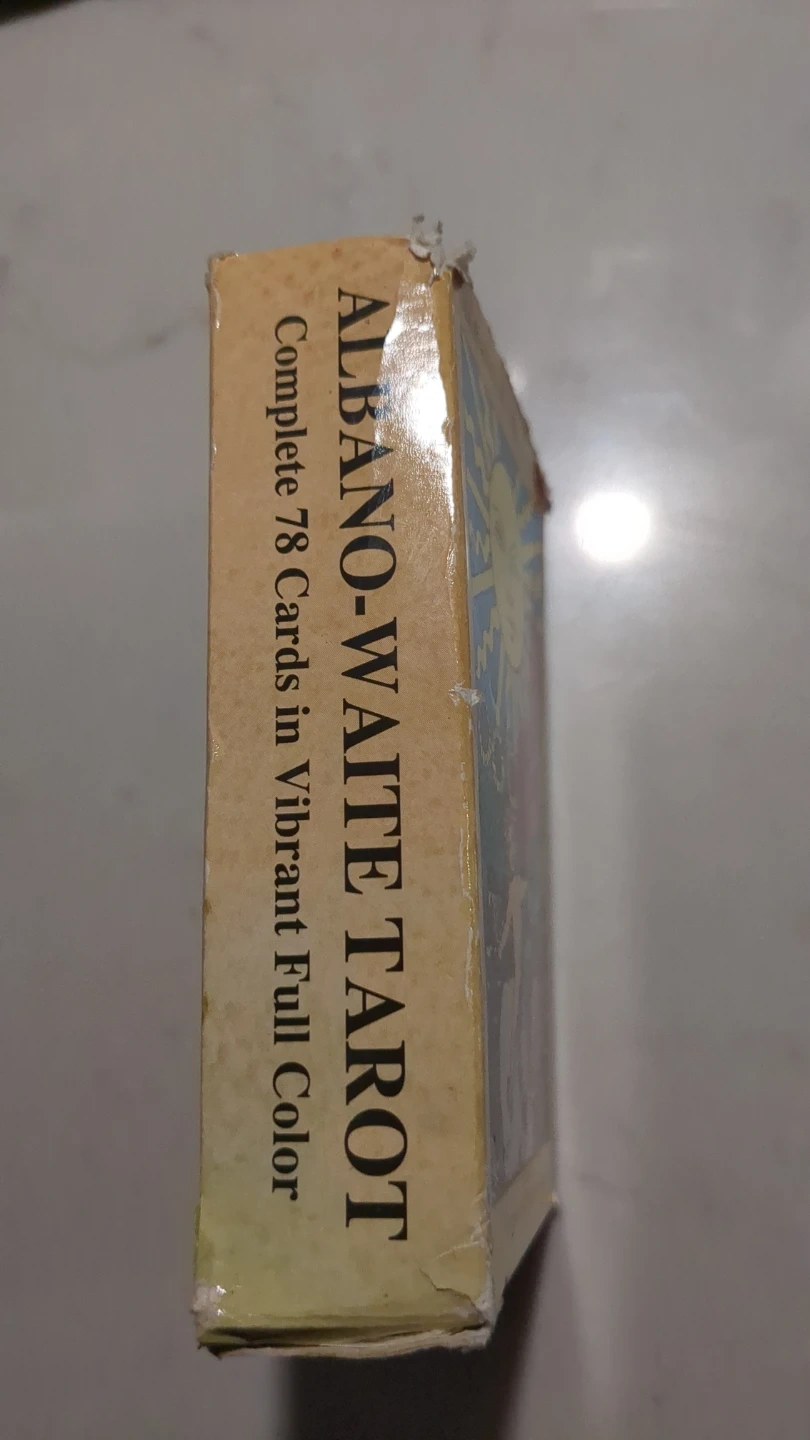 ALBANO-WAITE TAROT
Complete 78 Cards in Vibrant Full Color